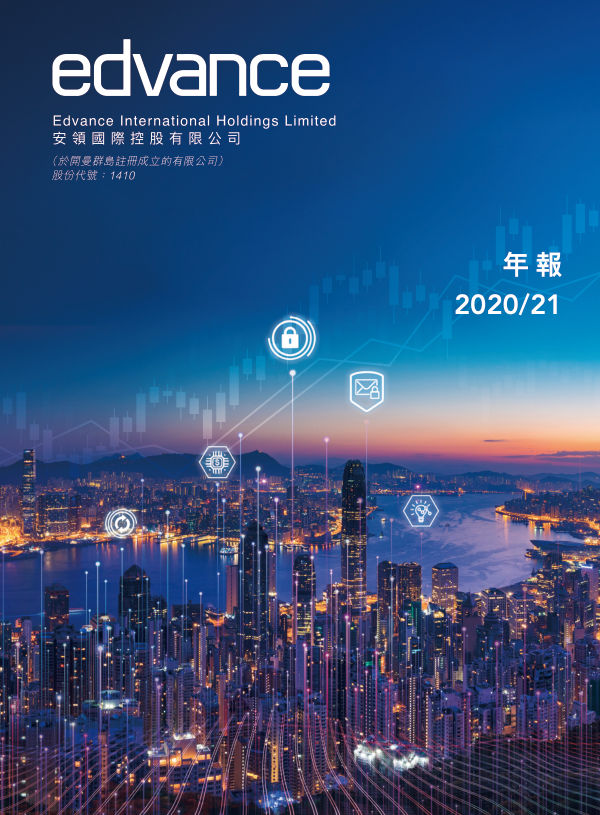 edvance
Edvance International Holdings Limited
安領國際控股有限公司
（於開曼群島註冊成立的有限公司）
股份代號：1410
年報
2020/21